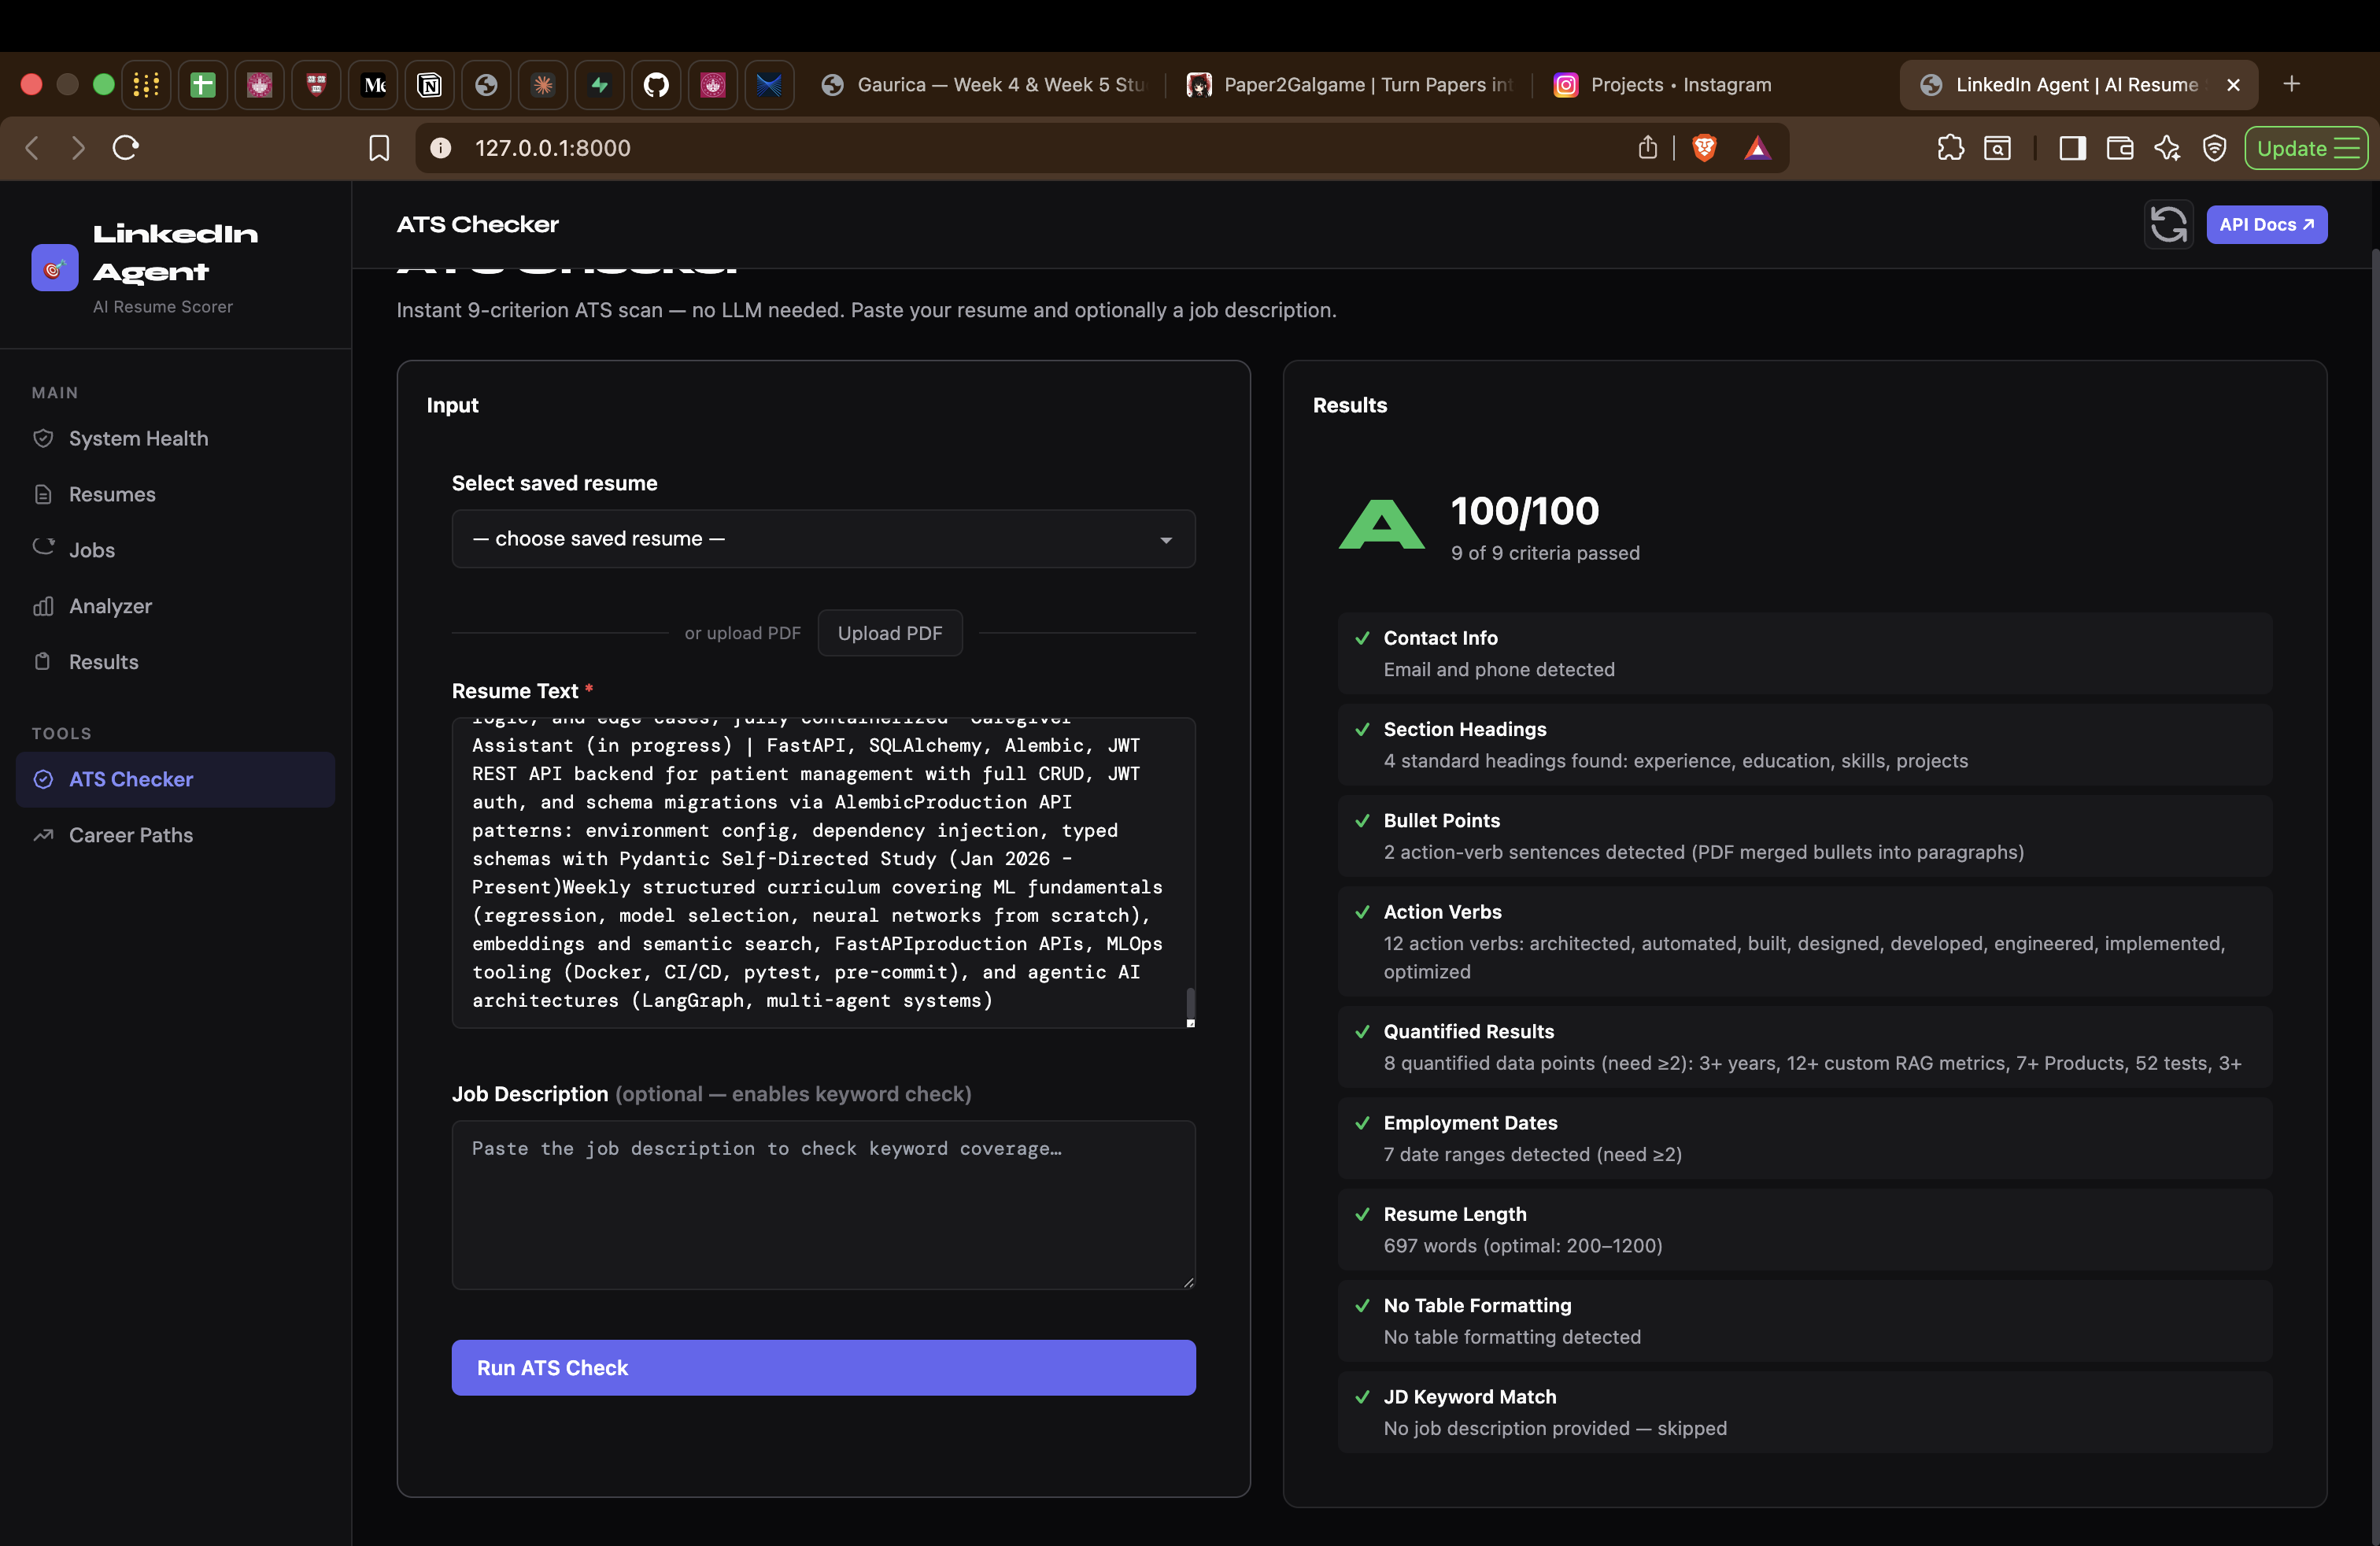 Gaurica — Week 4 & Week 5 Stu
Paper2Galgame | Turn Papers int
Projects • Instagram
LinkedIn Agent | AI Resume
127.0.0.1:8000
Update
LinkedIn
Agent
AI Resume Scorer
MAIN
System Health
Resumes
Jobs
Analyzer
Results
TOOLS
ATS Checker
Career Paths
ATS Checker
API Docs ↗
ATS Checker
Instant 9-criterion ATS scan — no LLM needed. Paste your resume and optionally a job description.
Input
Select saved resume
— choose saved resume —
or upload PDF
Upload PDF
Resume Text *
logic, and edge cases, fully containerized Caregiver
Assistant (in progress) | FastAPI, SQLAlchemy, Alembic, JWT
REST API backend for patient management with full CRUD, JWT
auth, and schema migrations via AlembicProduction API
patterns: environment config, dependency injection, typed
schemas with Pydantic Self-Directed Study (Jan 2026 –
Present)Weekly structured curriculum covering ML fundamentals
(regression, model selection, neural networks from scratch),
embeddings and semantic search, FastAPIproduction APIs, MLOps
tooling (Docker, CI/CD, pytest, pre-commit), and agentic AI
architectures (LangGraph, multi-agent systems)
Job Description (optional — enables keyword check)
Paste the job description to check keyword coverage…
Run ATS Check
Results
A
100/100
9 of 9 criteria passed
✓ Contact Info
Email and phone detected
✓ Section Headings
4 standard headings found: experience, education, skills, projects
✓ Bullet Points
2 action-verb sentences detected (PDF merged bullets into paragraphs)
✓ Action Verbs
12 action verbs: architected, automated, built, designed, developed, engineered, implemented,
optimized
✓ Quantified Results
8 quantified data points (need ≥2): 3+ years, 12+ custom RAG metrics, 7+ Products, 52 tests, 3+
✓ Employment Dates
7 date ranges detected (need ≥2)
✓ Resume Length
697 words (optimal: 200–1200)
✓ No Table Formatting
No table formatting detected
✓ JD Keyword Match
No job description provided — skipped